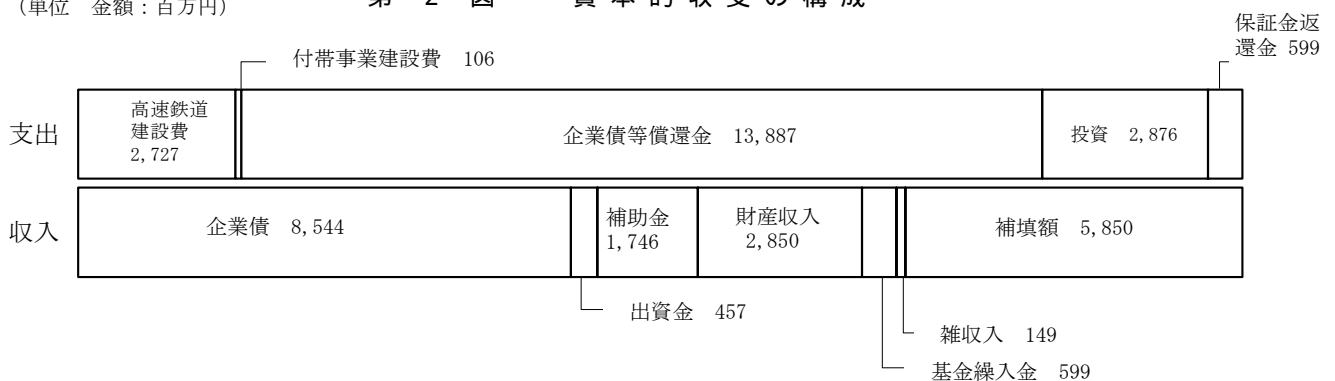 (単位　金額：百万円)
第　2　図　　資本的収支の構成
保証金返
還金 599
付帯事業建設費　106
支出
高速鉄道
建設費
2,727
企業債等償還金　13,887
投資　2,876
収入
企業債　8,544
補助金
1,746
財産収入
2,850
補填額　5,850
出資金　457
雑収入　149
基金繰入金　599